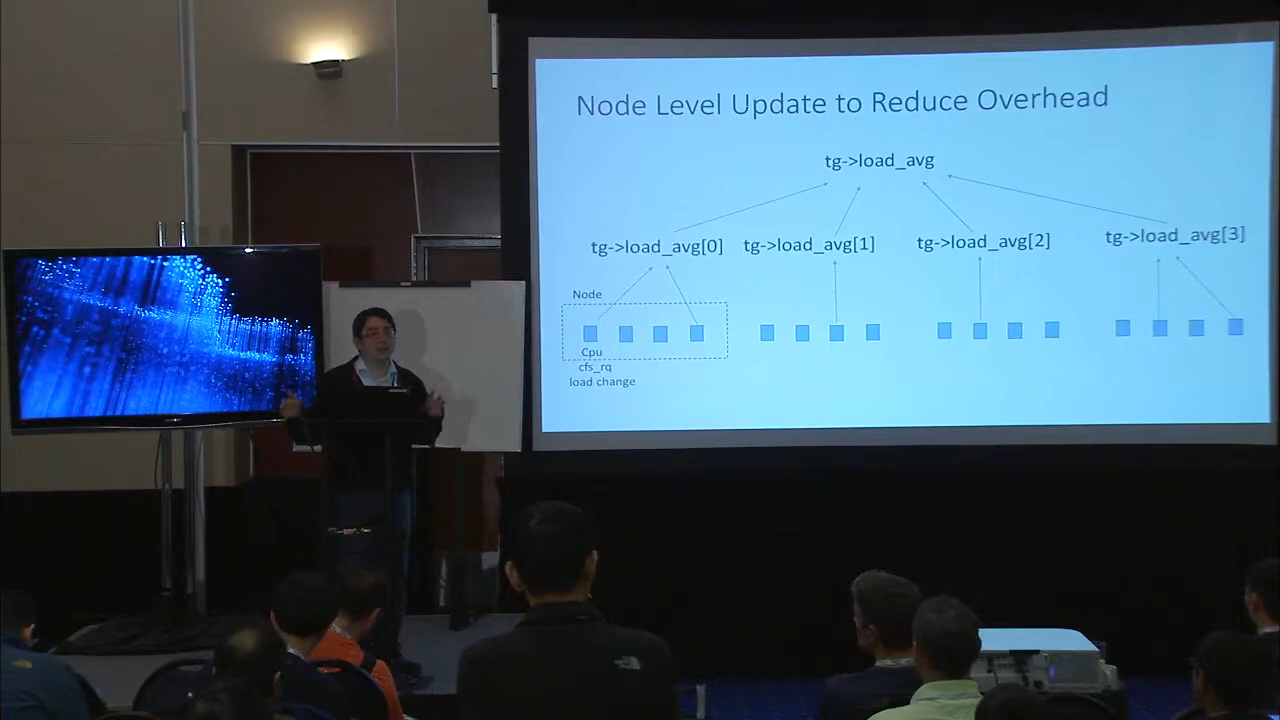 Node Level Update to Reduce Overhead
tg->load_avg
tg->load_avg[0] tg->load_avg[1] tg->load_avg[2] tg->load_avg[3]
Node
Cpu
cfs_rq
load change